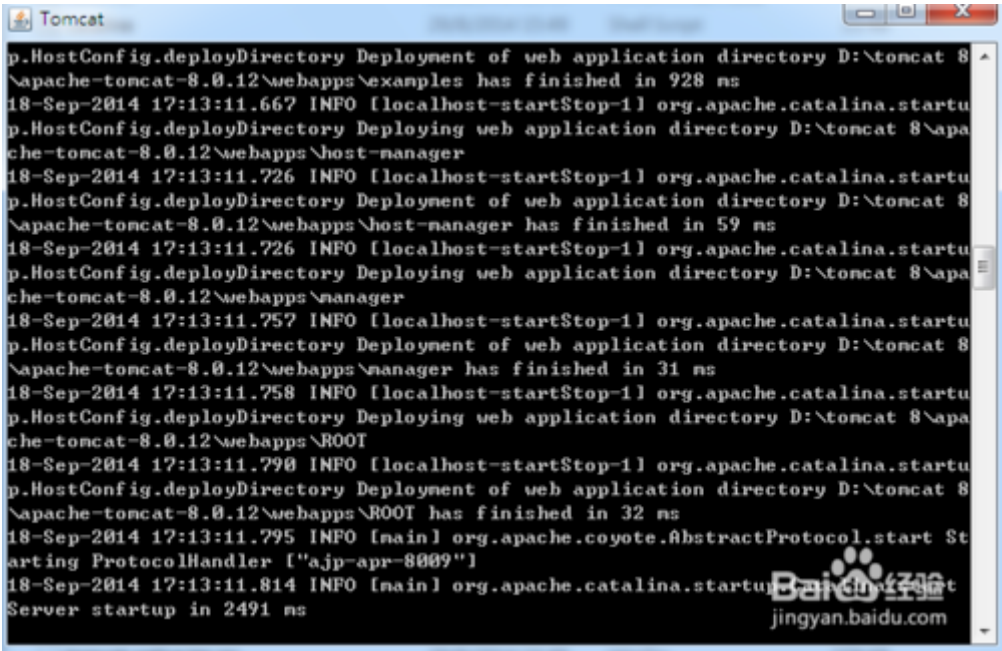 Tomcat
p.HostConfig.deployDirectory Deployment of web application directory D:\tomcat 8
\apache-tomcat-8.0.12\webapps\examples has finished in 928 ms
18-Sep-2014 17:13:11.667 INFO [localhost-startStop-1] org.apache.catalina.startu
p.HostConfig.deployDirectory Deploying web application directory D:\tomcat 8\apa
che-tomcat-8.0.12\webapps\host-manager
18-Sep-2014 17:13:11.726 INFO [localhost-startStop-1] org.apache.catalina.startu
p.HostConfig.deployDirectory Deployment of web application directory D:\tomcat 8
\apache-tomcat-8.0.12\webapps\host-manager has finished in 59 ms
18-Sep-2014 17:13:11.726 INFO [localhost-startStop-1] org.apache.catalina.startu
p.HostConfig.deployDirectory Deploying web application directory D:\tomcat 8\apa
che-tomcat-8.0.12\webapps\manager
18-Sep-2014 17:13:11.757 INFO [localhost-startStop-1] org.apache.catalina.startu
p.HostConfig.deployDirectory Deployment of web application directory D:\tomcat 8
\apache-tomcat-8.0.12\webapps\manager has finished in 31 ms
18-Sep-2014 17:13:11.758 INFO [localhost-startStop-1] org.apache.catalina.startu
p.HostConfig.deployDirectory Deploying web application directory D:\tomcat 8\apa
che-tomcat-8.0.12\webapps\ROOT
18-Sep-2014 17:13:11.790 INFO [localhost-startStop-1] org.apache.catalina.startu
p.HostConfig.deployDirectory Deployment of web application directory D:\tomcat 8
\apache-tomcat-8.0.12\webapps\ROOT has finished in 32 ms
18-Sep-2014 17:13:11.795 INFO [main] org.apache.coyote.AbstractProtocol.start St
arting ProtocolHandler ["ajp-apr-8009"]
18-Sep-2014 17:13:11.814 INFO [main] org.apache.catalina.startup
Server startup in 2491 ms
Baidu经验
jingyan.baidu.com